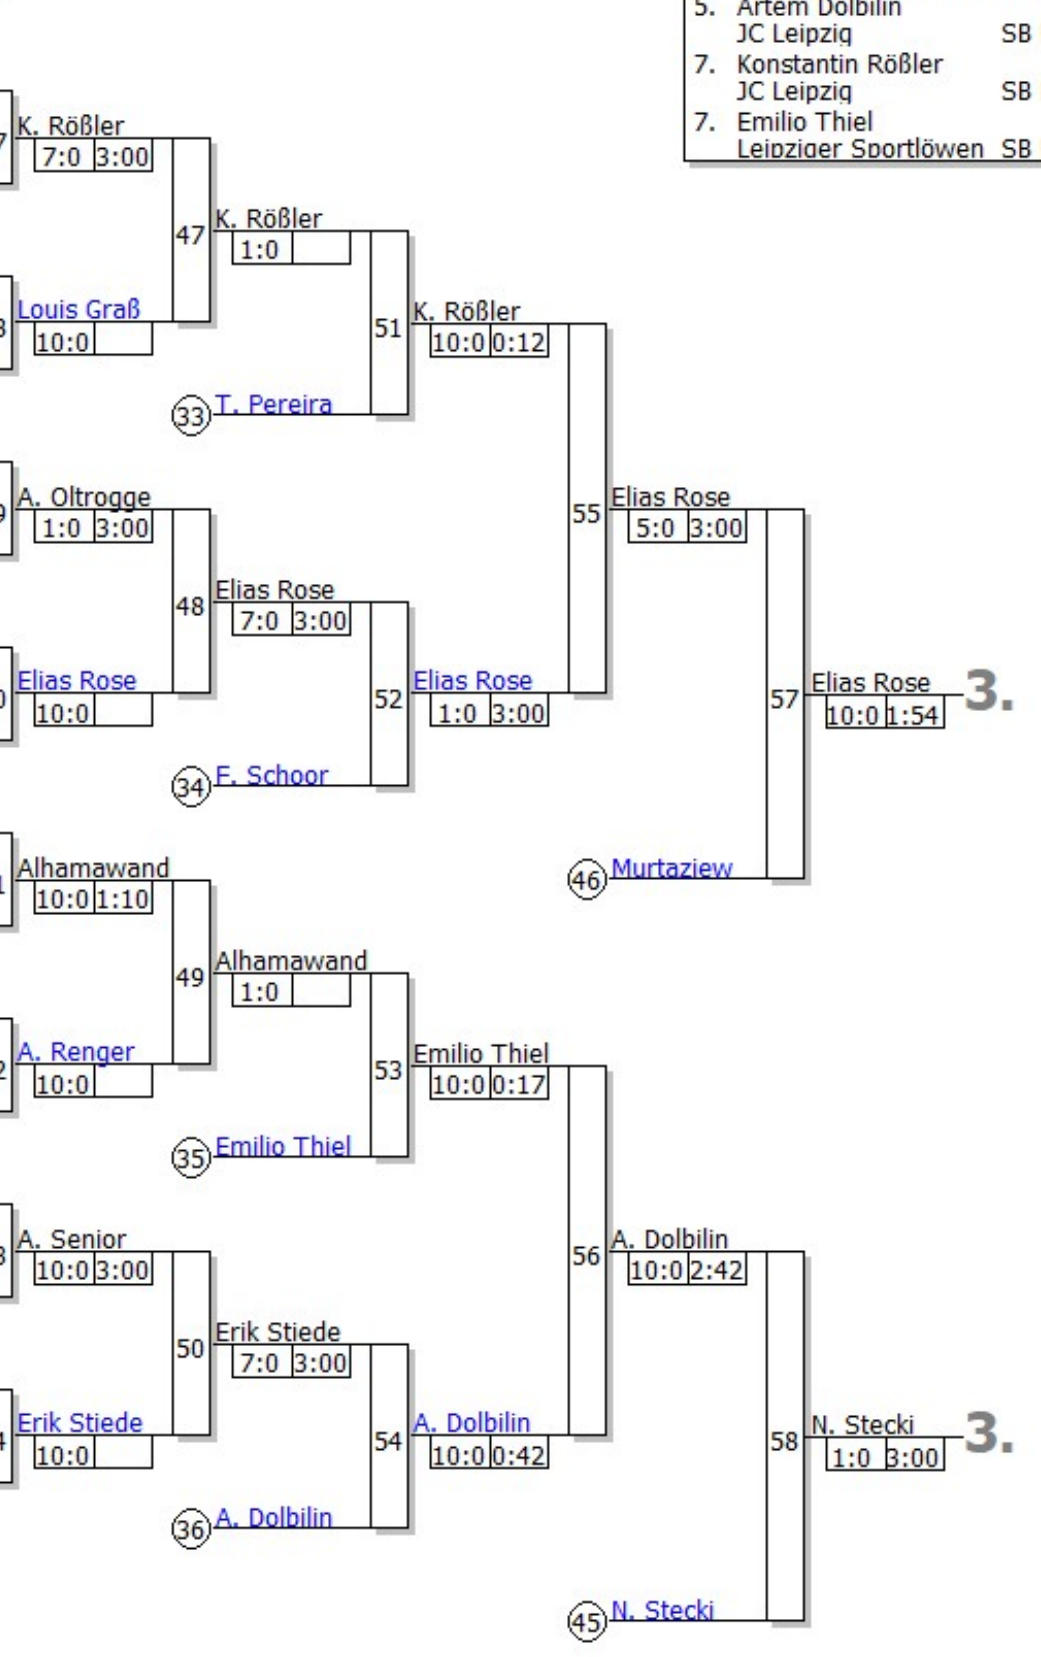 5. Artem Dolbilin
JC Leipzig SB
7. Konstantin Rößler
JC Leipzig SB
7. Emilio Thiel
Leipziger Sportlöwen SB
K. Rößler
7:0 3:00
47
K. Rößler
1:0
Louis Graß
10:0
51
K. Rößler
10:0 0:12
33 T. Pereira
A. Oltrogge
1:0 3:00
55
Elias Rose
5:0 3:00
48
Elias Rose
7:0 3:00
Elias Rose
10:0
52
Elias Rose
1:0 3:00
57
Elias Rose 3.
10:0 1:54
34 F. Schoor
Alhamawand
10:0 1:10
46 Murtaziew
49
Alhamawand
1:0
A. Renger
10:0
53
Emilio Thiel
10:0 0:17
35 Emilio Thiel
A. Senior
10:0 3:00
56
A. Dolbilin
10:0 2:42
50
Erik Stiede
7:0 3:00
Erik Stiede
10:0
54
A. Dolbilin
10:0 0:42
58
N. Stecki 3.
1:0 3:00
36 A. Dolbilin
45 N. Stecki